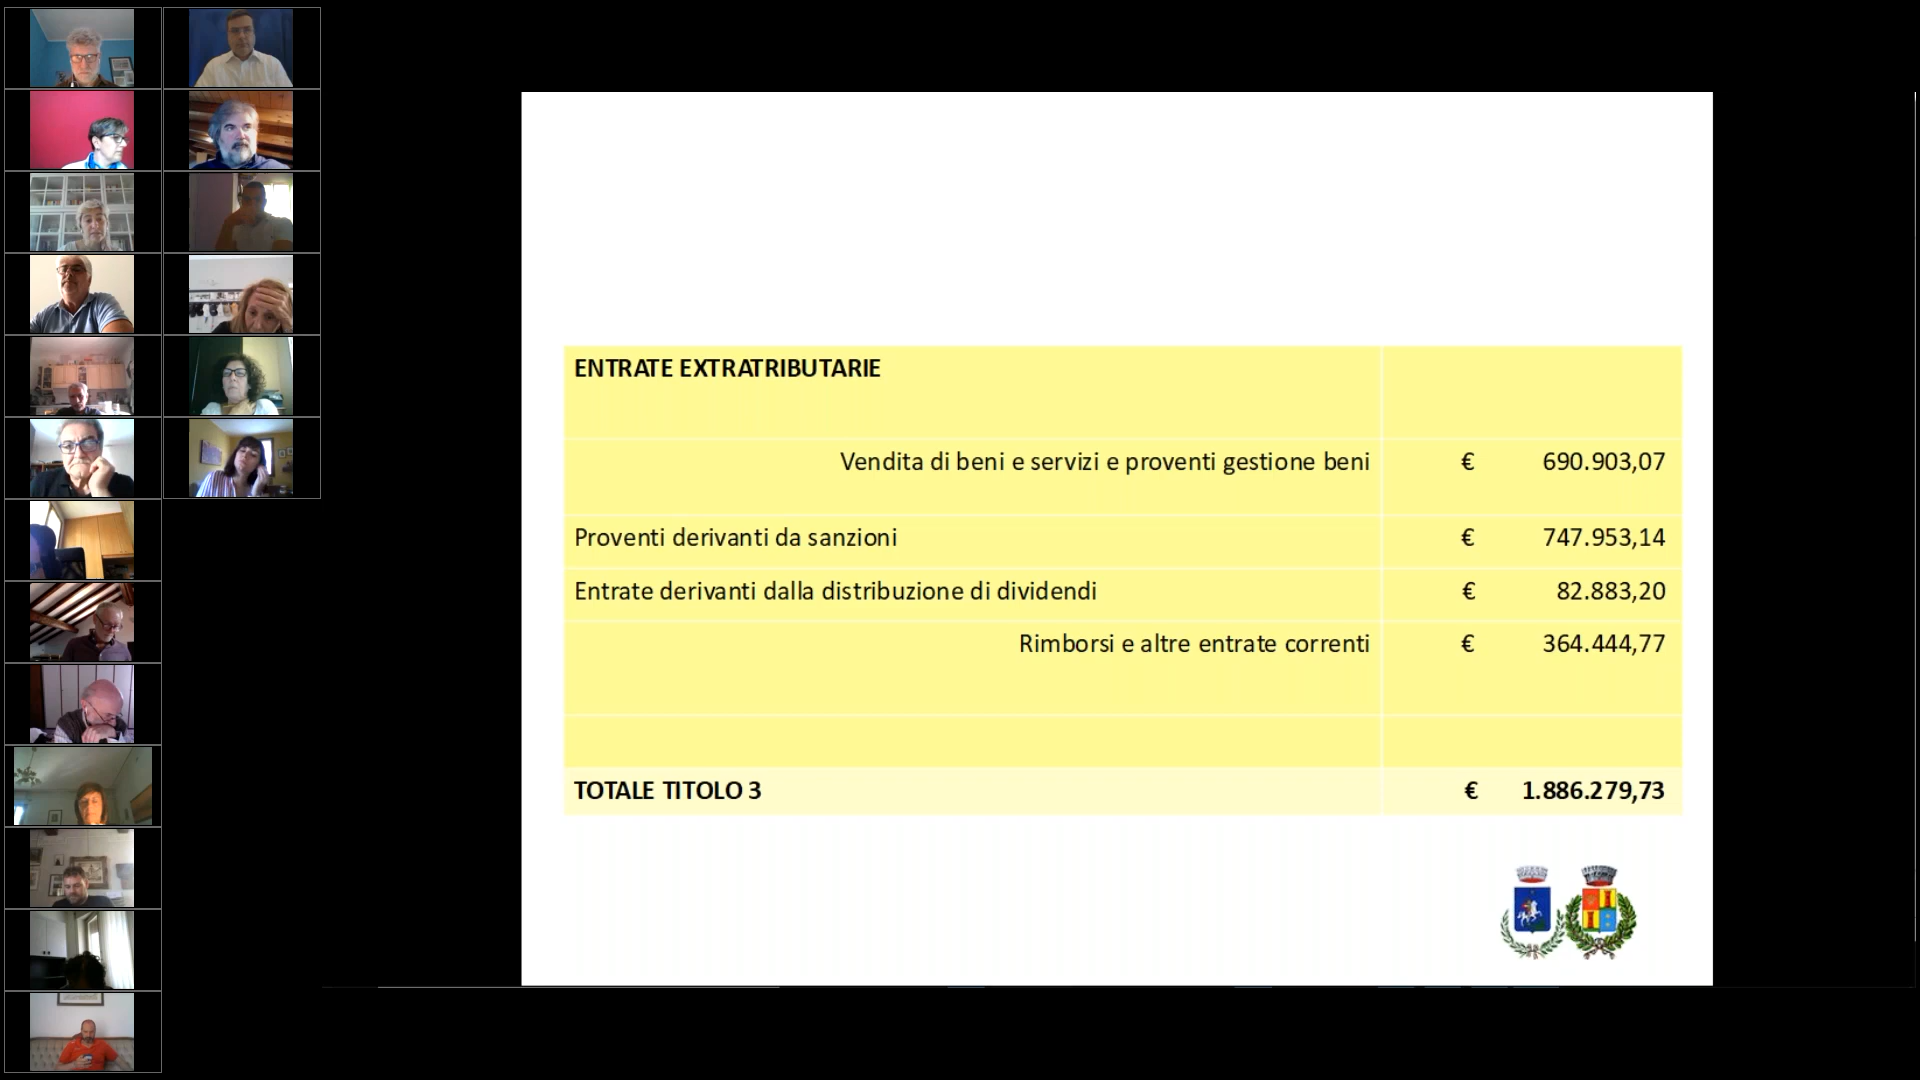 ENTRATE EXTRATRIBUTARIE
Vendita di beni e servizi e proventi gestione beni € 690.903,07
Proventi derivanti da sanzioni € 747.953,14
Entrate derivanti dalla distribuzione di dividendi € 82.883,20
Rimborsi e altre entrate correnti € 364.444,77
TOTALE TITOLO 3 € 1.886.279,73